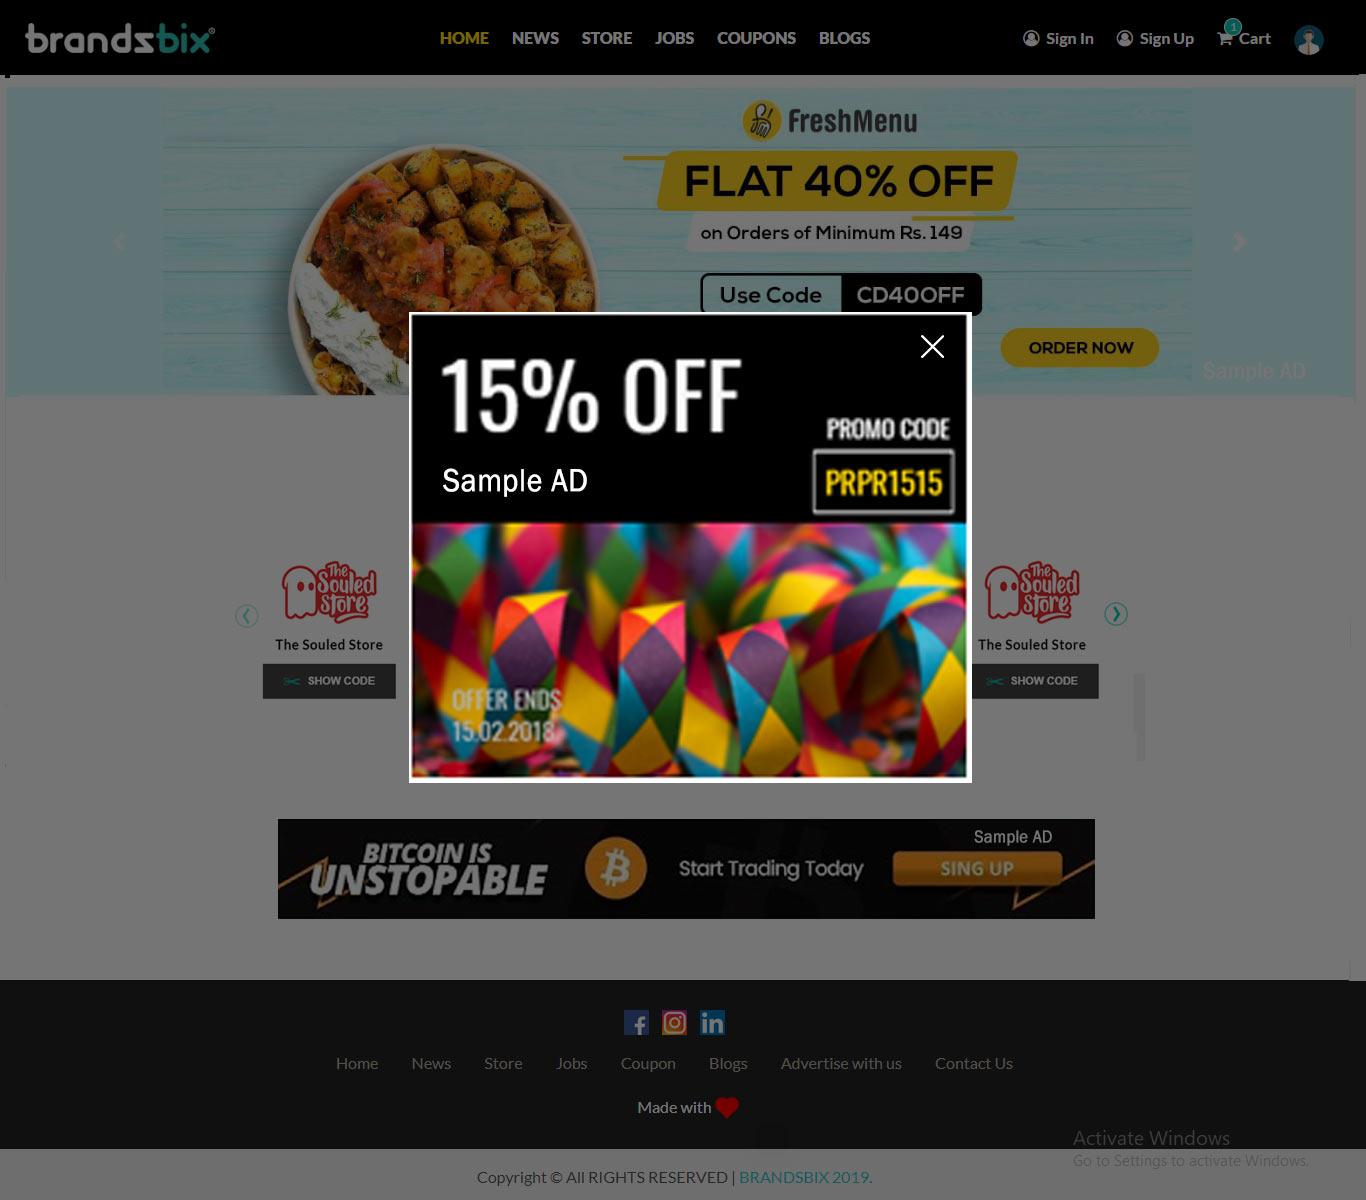 brandsbix®
HOME NEWS STORE JOBS COUPONS BLOGS
Sign In Sign Up 1 Cart
FreshMenu
FLAT 40% OFF
on Orders of Minimum Rs. 149
Use Code CD40OFF
ORDER NOW
Sample AD
15% OFF
PROMO CODE
Sample AD
PRPR1515
OFFER ENDS
15.02.2018
The
Souled
Store
The Souled Store
SHOW CODE
The
Souled
Store
The Souled Store
SHOW CODE
Sample AD
BITCOIN IS
UNSTOPABLE
Start Trading Today
SING UP
Home News Store Jobs Coupon Blogs Advertise with us Contact Us
Made with
Activate Windows
Go to Settings to activate Windows.
Copyright © All RIGHTS RESERVED | BRANDSBIX 2019.